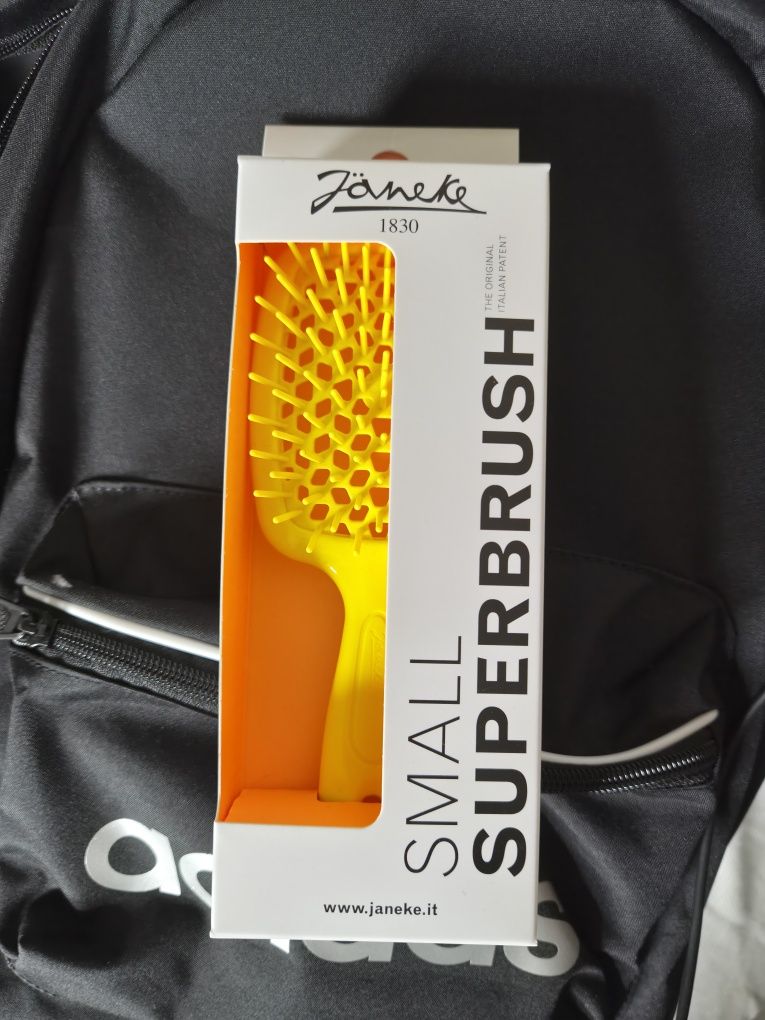 Jäneke
1830
THE ORIGINAL
ITALIAN PATENT
SMALL
SUPERBRUSH
www.janeke.it